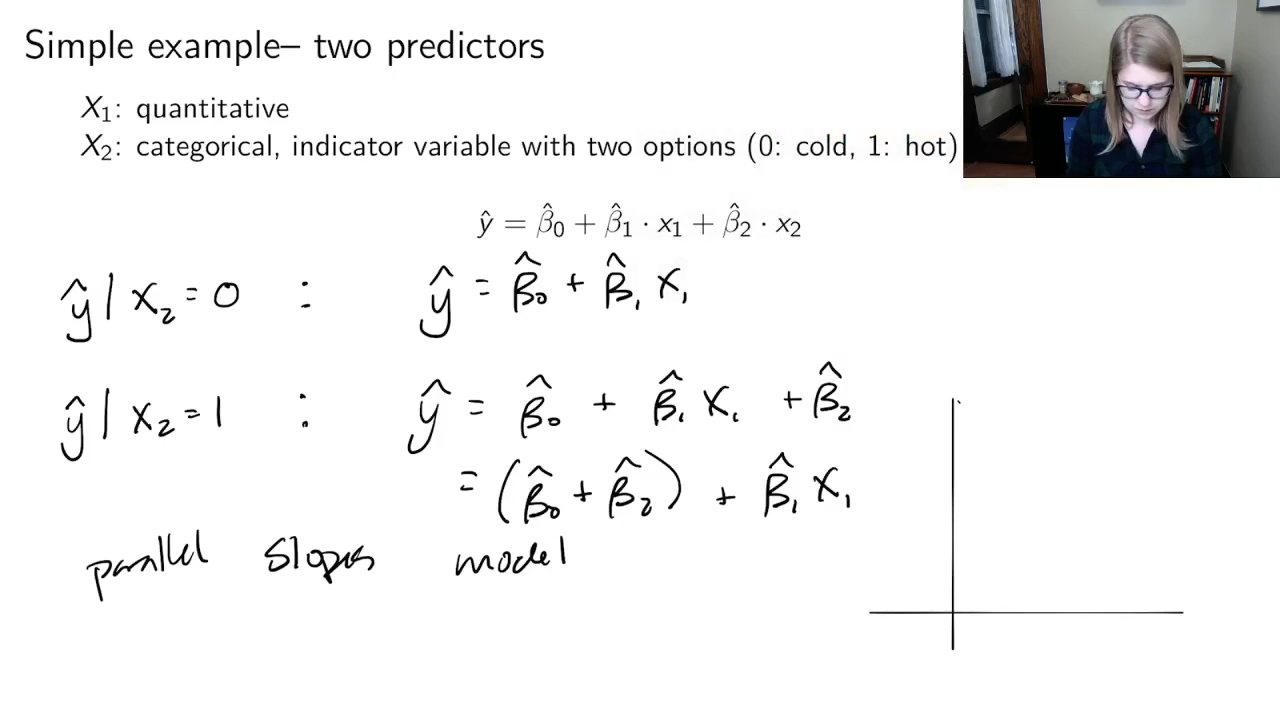 Simple example– two predictors
X₁: quantitative
X₂: categorical, indicator variable with two options (0: cold, 1: hot)
ŷ = β̂₀ + β̂₁ · x₁ + β̂₂ · x₂
ŷ | x₂ = 0 : ŷ = β̂₀ + β̂₁ x₁
ŷ | x₂ = 1 : ŷ = β̂₀ + β̂₁ x₁ + β̂₂
= (β̂₀ + β̂₂) + β̂₁ x₁
parallel slopes model